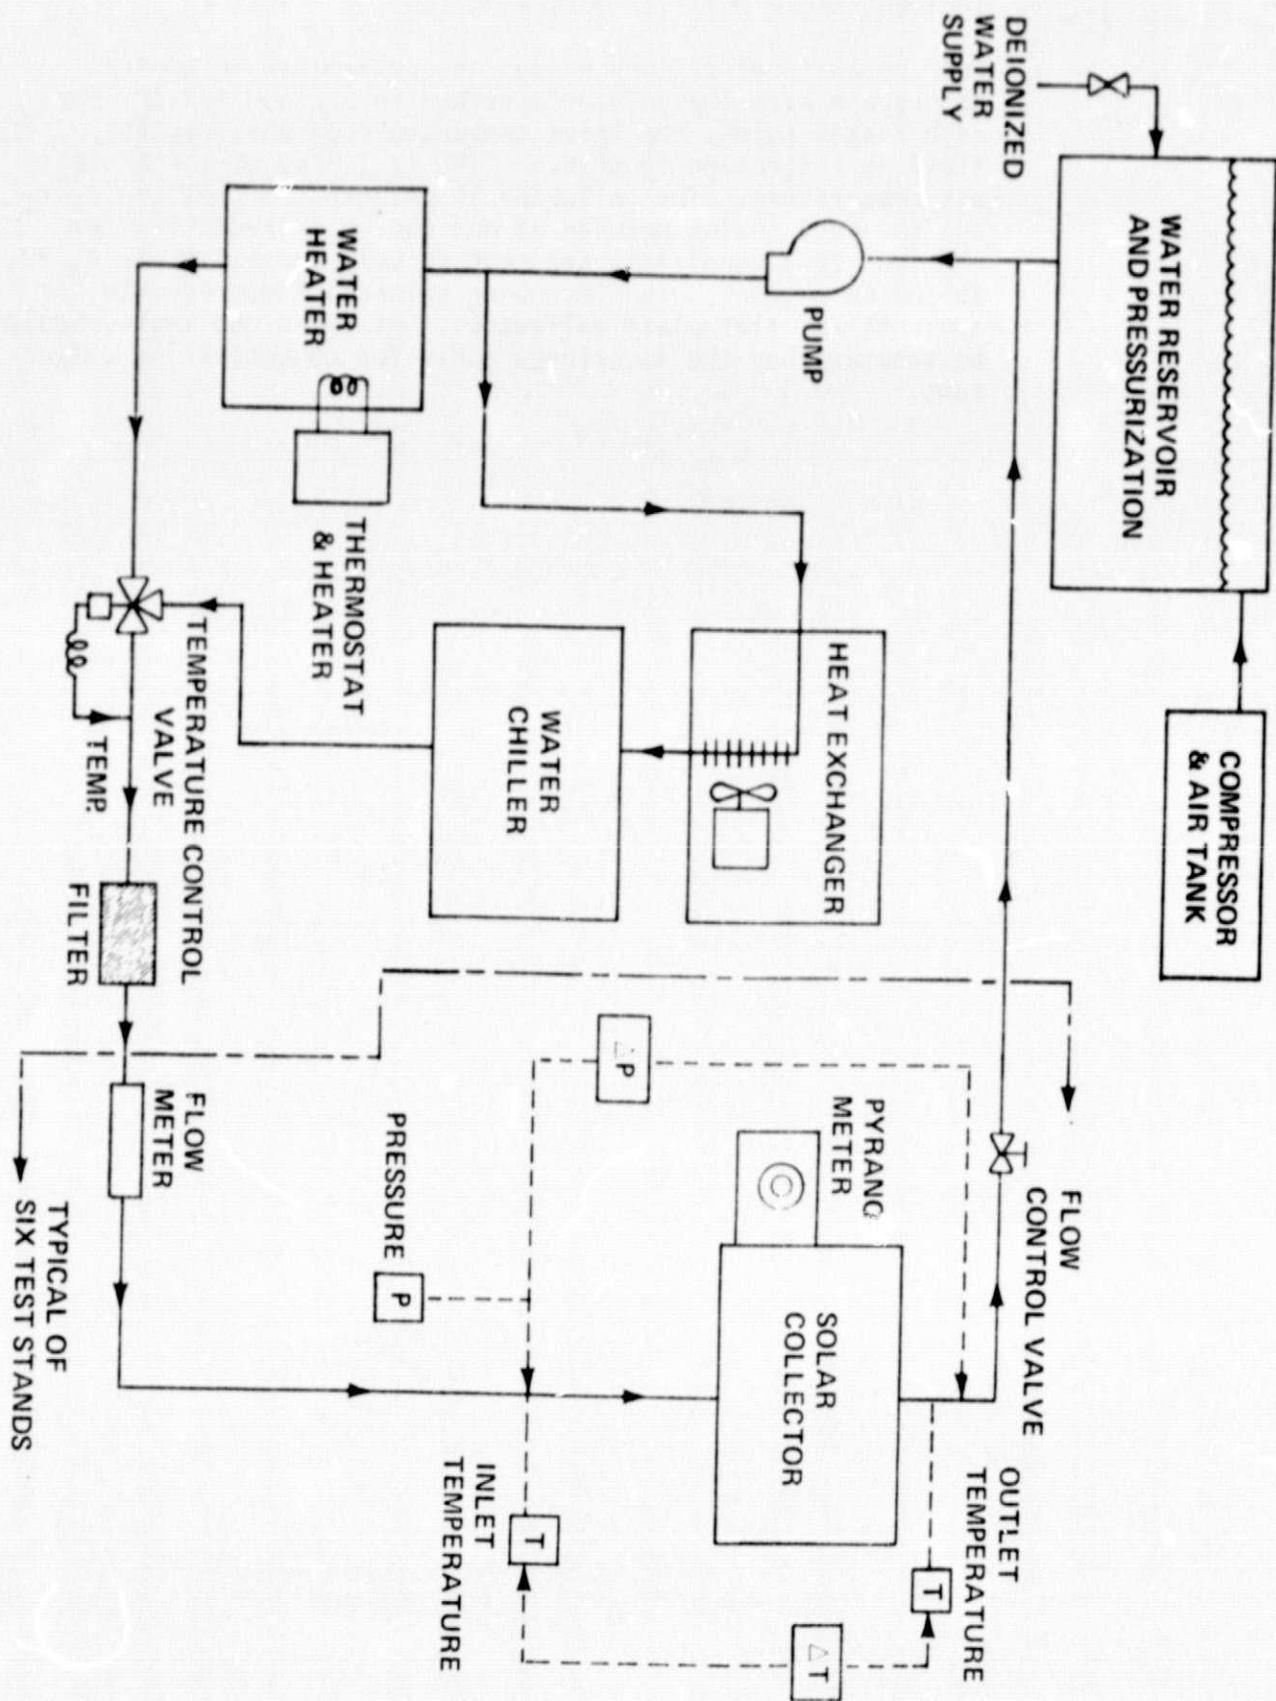 DEIONIZED
WATER
SUPPLY
WATER RESERVOIR
AND PRESSURIZATION
COMPRESSOR
& AIR TANK
PUMP
WATER
HEATER
THERMOSTAT
& HEATER
HEAT EXCHANGER
WATER
CHILLER
TEMPERATURE CONTROL
VALVE
TEMP.
FILTER
FLOW
METER
TYPICAL OF
SIX TEST STANDS
PRESSURE
P
ΔP
PYRANO
METER
SOLAR
COLLECTOR
FLOW
CONTROL VALVE
OUTLET
TEMPERATURE
T
INLET
TEMPERATURE
T
ΔT